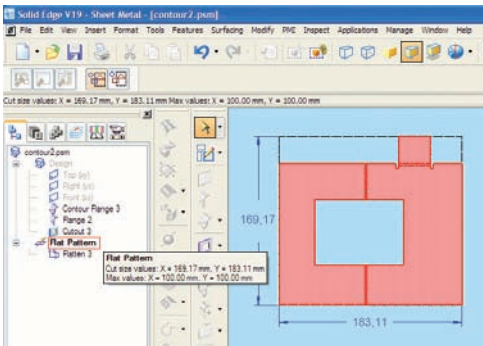 Solid Edge V19 - Sheet Metal - [contour2.psm]
File Edit View Insert Format Tools Features Surfacing Modify PMI Inspect Applications Manage Window Help
Cut size values: X = 169.17 mm, Y = 183.11 mm Max values: X = 100.00 mm, Y = 100.00 mm
contour2.psm
Design
Top (xy)
Right (yz)
Front (xz)
Contour Flange 3
Flange 2
Cutout 3
Flat Pattern
Flatten 3
Flat Pattern
Cut size values: X = 169.17 mm, Y = 183.11 mm
Max values: X = 100.00 mm, Y = 100.00 mm
169,17
183,11